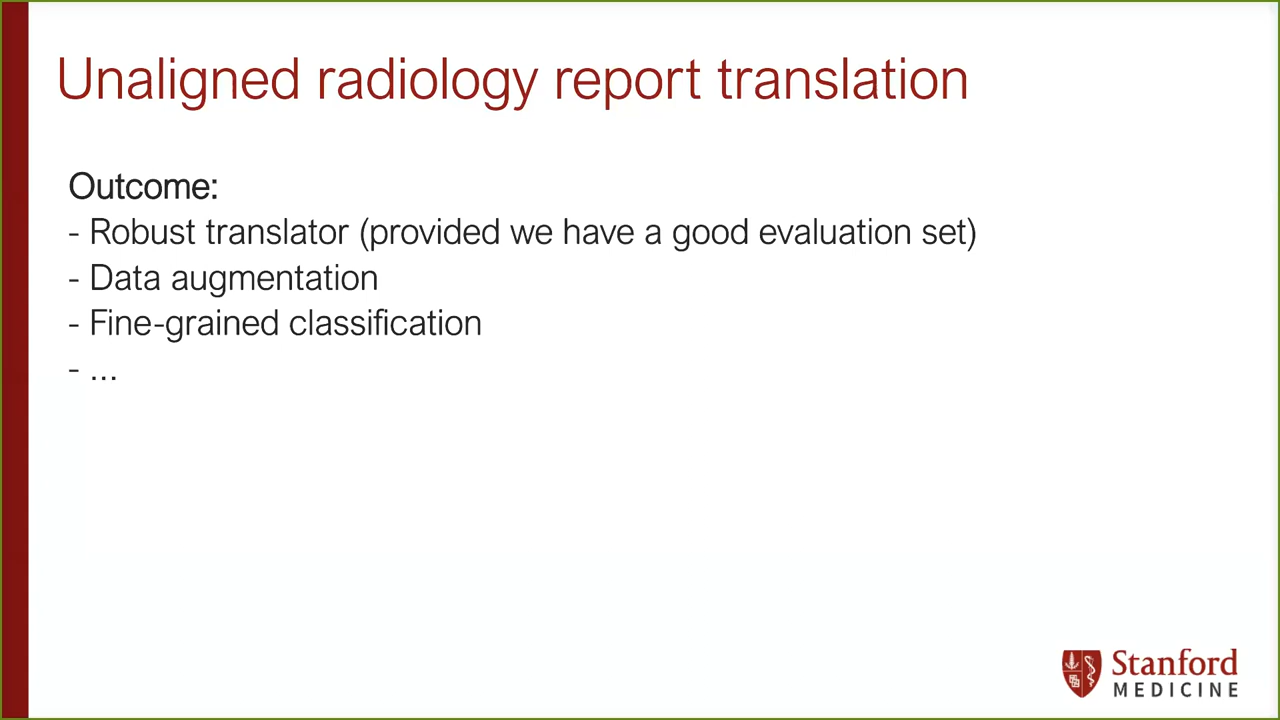 Unaligned radiology report translation
Outcome:
- Robust translator (provided we have a good evaluation set)
- Data augmentation
- Fine-grained classification
- ...
Stanford
MEDICINE